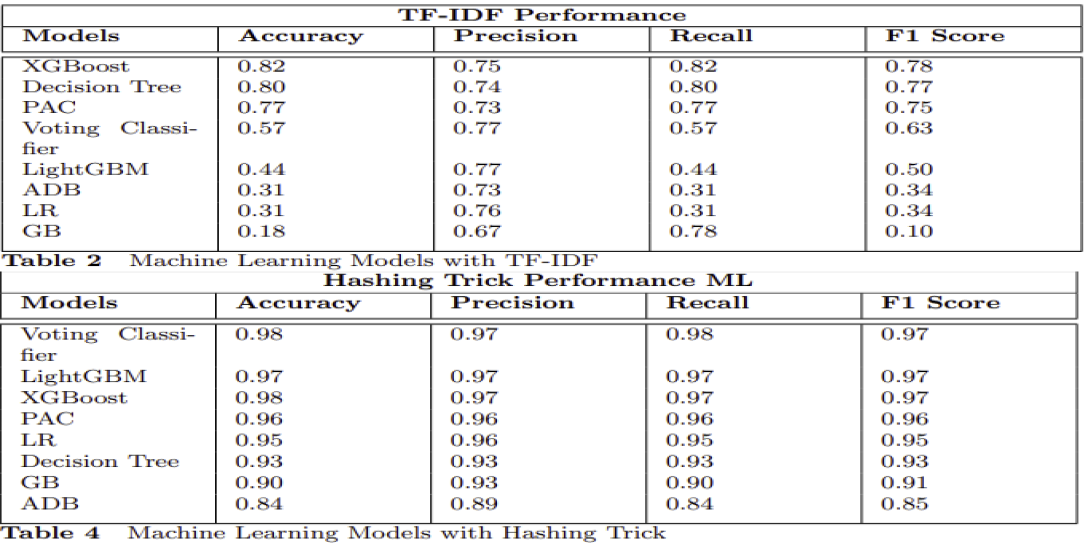 TF-IDF Performance
Models Accuracy Precision Recall F1 Score
XGBoost 0.82 0.75 0.82 0.78
Decision Tree 0.80 0.74 0.80 0.77
PAC 0.77 0.73 0.77 0.75
Voting Classi- 0.57 0.77 0.57 0.63
fier
LightGBM 0.44 0.77 0.44 0.50
ADB 0.31 0.73 0.31 0.34
LR 0.31 0.76 0.31 0.34
GB 0.18 0.67 0.78 0.10
Table 2 Machine Learning Models with TF-IDF
Hashing Trick Performance ML
Models Accuracy Precision Recall F1 Score
Voting Classi- 0.98 0.97 0.98 0.97
fier
LightGBM 0.97 0.97 0.97 0.97
XGBoost 0.98 0.97 0.97 0.97
PAC 0.96 0.96 0.96 0.96
LR 0.95 0.96 0.95 0.95
Decision Tree 0.93 0.93 0.93 0.93
GB 0.90 0.93 0.90 0.91
ADB 0.84 0.89 0.84 0.85
Table 4 Machine Learning Models with Hashing Trick